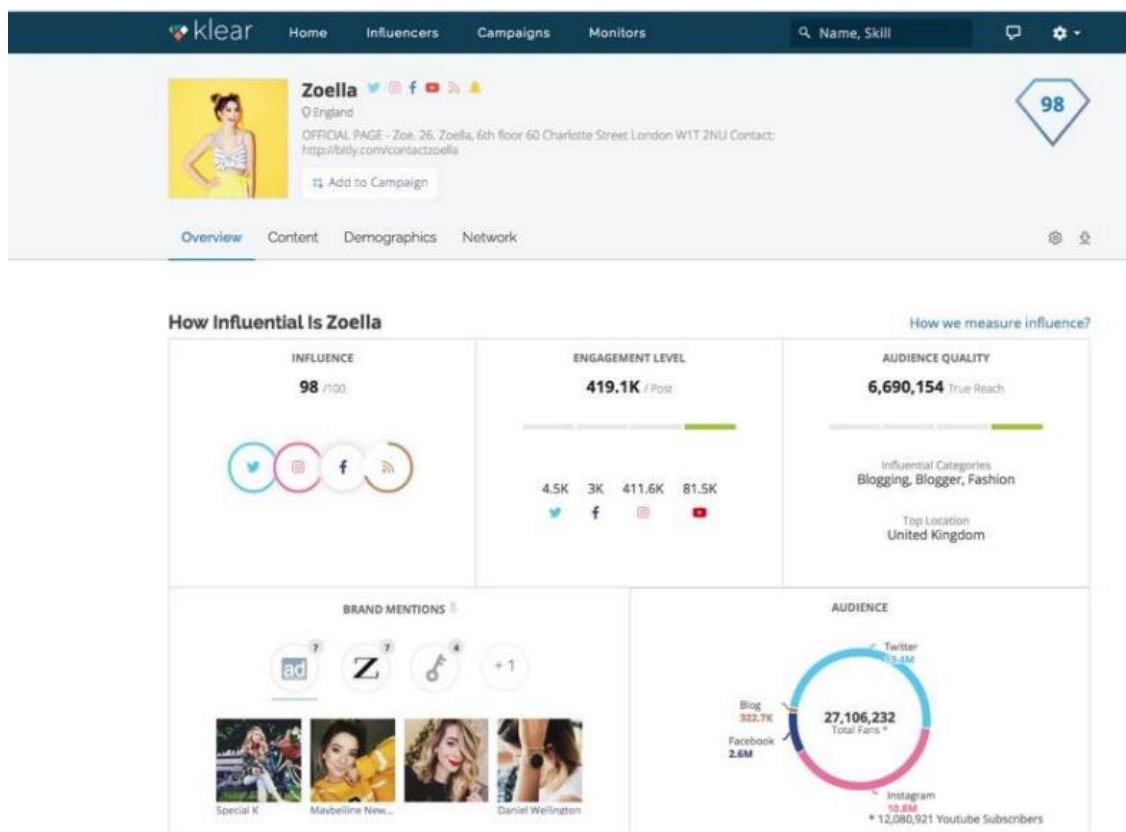 klear Home Influencers Campaigns Monitors Name, Skill
Zoella
England
OFFICIAL PAGE - Zoe. 26. Zoella, 6th floor 60 Charlotte Street London W1T 2NU Contact:
http://bitly.com/contactzoella
Add to Campaign
98
Overview Content Demographics Network
How Influential Is Zoella
How we measure influence?
INFLUENCE
98 /100
ENGAGEMENT LEVEL
419.1K / Post
4.5K 3K 411.6K 81.5K
AUDIENCE QUALITY
6,690,154 True Reach
Influential Categories
Blogging, Blogger, Fashion
Top Location
United Kingdom
BRAND MENTIONS
ad 7 Z 7 4 +1
Special K Maybelline New... Daniel Wellington
AUDIENCE
Twitter
Blog
322.7K
Facebook
2.6M
27,106,232
Total Fans *
Instagram
10.8M
* 12,080,921 Youtube Subscribers